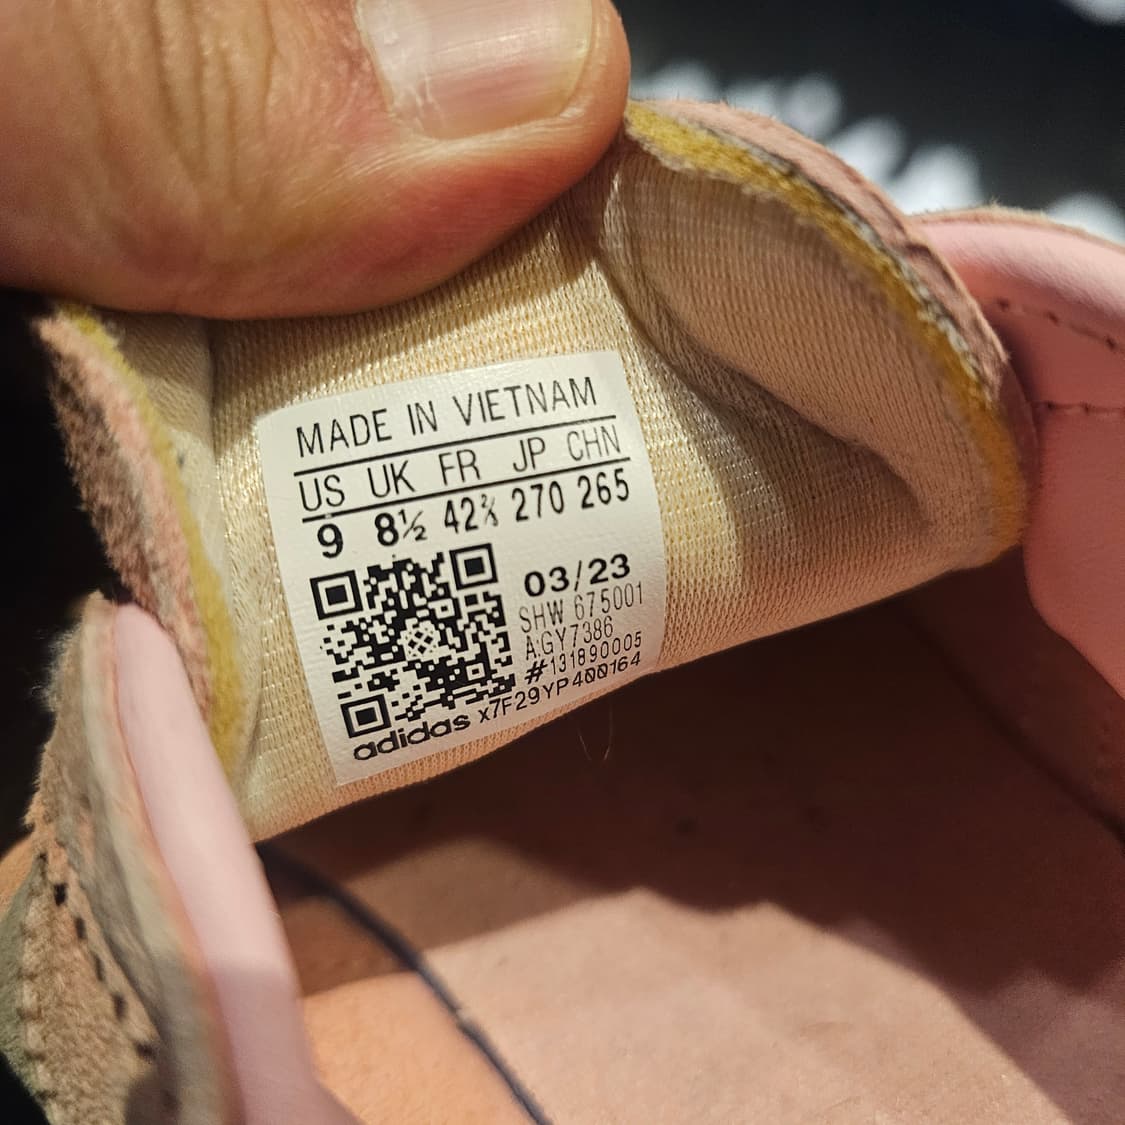 MADE IN VIETNAM
US UK FR JP CHN
9 8½ 42⅔ 270 265
03/23
SHW 675001
A:GY7386
#131890005
adidas x7F29YP400164